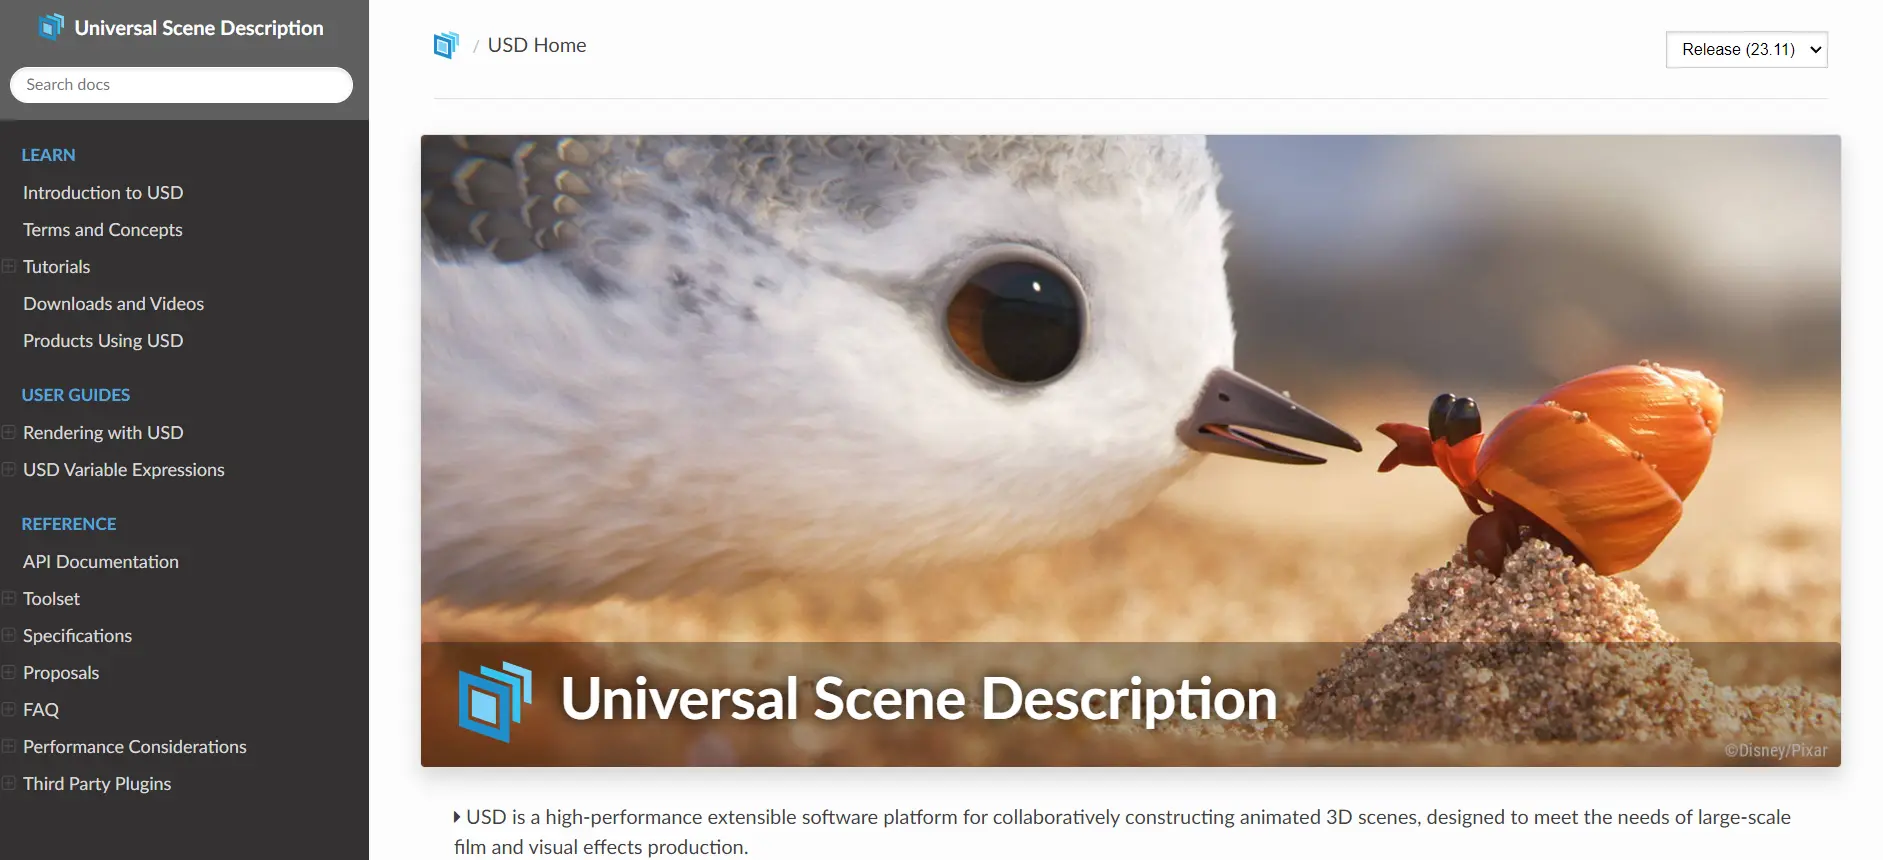 Universal Scene Description
Search docs
LEARN
Introduction to USD
Terms and Concepts
Tutorials
Downloads and Videos
Products Using USD
USER GUIDES
Rendering with USD
USD Variable Expressions
REFERENCE
API Documentation
Toolset
Specifications
Proposals
FAQ
Performance Considerations
Third Party Plugins
/ USD Home
Release (23.11)
Universal Scene Description
©Disney/Pixar
USD is a high-performance extensible software platform for collaboratively constructing animated 3D scenes, designed to meet the needs of large-scale
film and visual effects production.